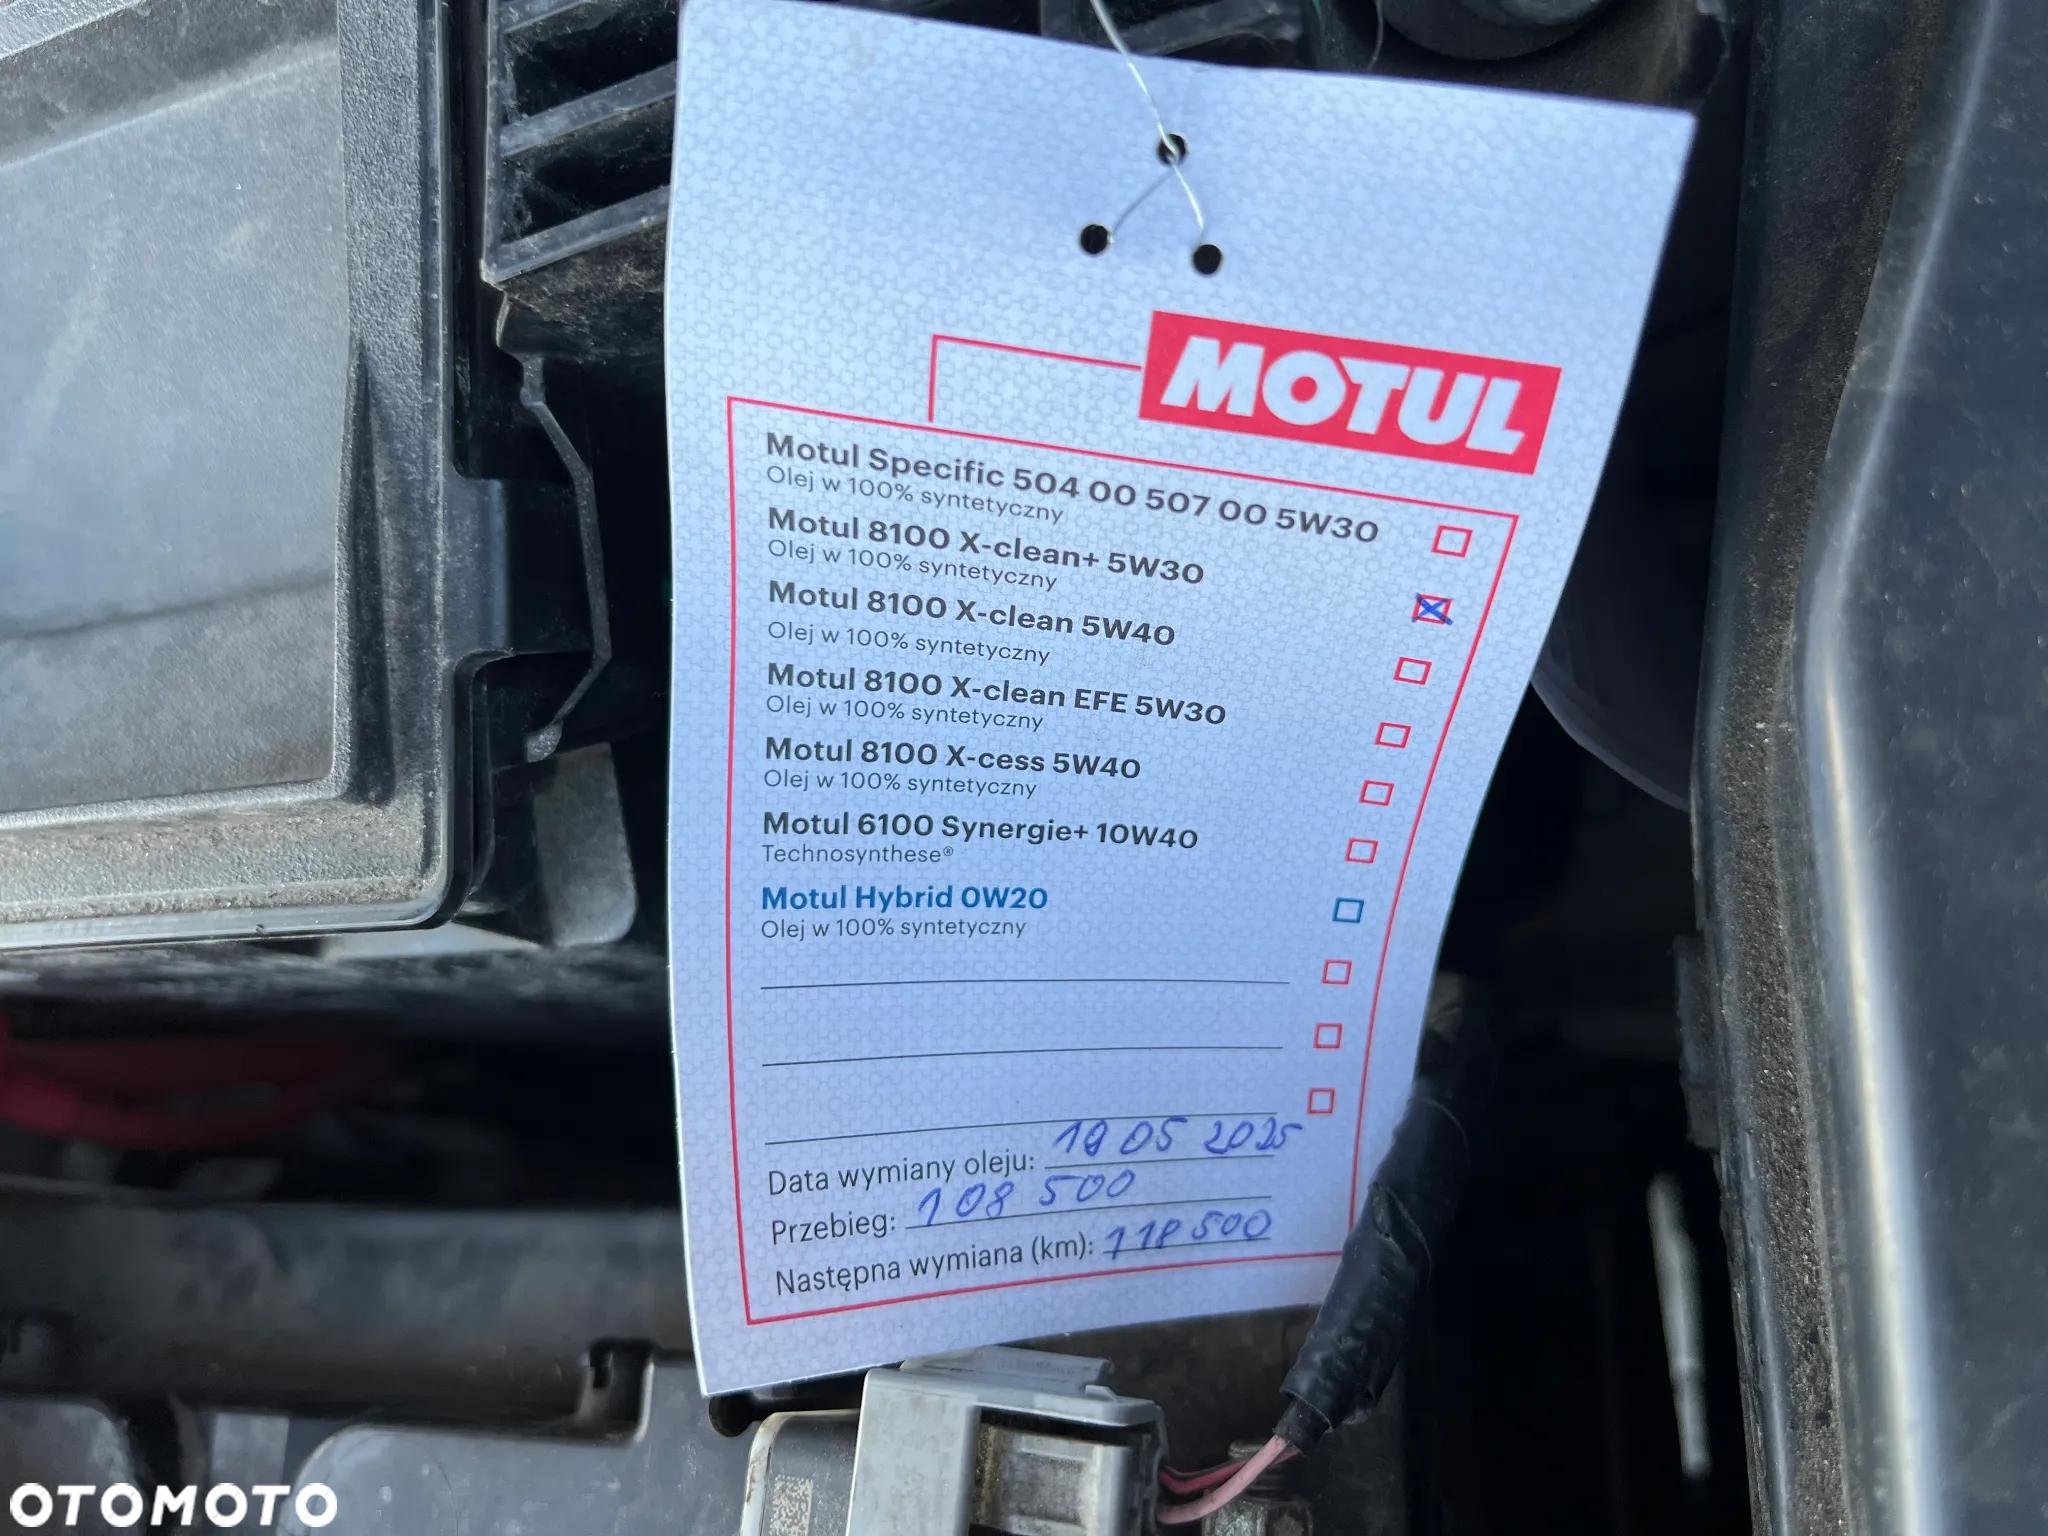 MOTUL
Motul Specific 504 00 507 00 5W30
Olej w 100% syntetyczny
Motul 8100 X-clean+ 5W30
Olej w 100% syntetyczny
Motul 8100 X-clean 5W40
Olej w 100% syntetyczny
Motul 8100 X-clean EFE 5W30
Olej w 100% syntetyczny
Motul 8100 X-cess 5W40
Olej w 100% syntetyczny
Motul 6100 Synergie+ 10W40
Technosynthese®
Motul Hybrid 0W20
Olej w 100% syntetyczny
Data wymiany oleju: 19 05 2025
Przebieg: 108 500
Następna wymiana (km): 118 500
OTOMOTO